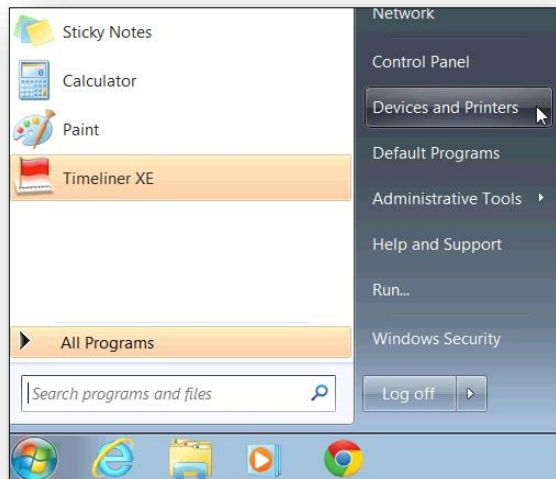 Sticky Notes
Calculator
Paint
Timeliner XE
All Programs
Search programs and files
Network
Control Panel
Devices and Printers
Default Programs
Administrative Tools
Help and Support
Run...
Windows Security
Log off